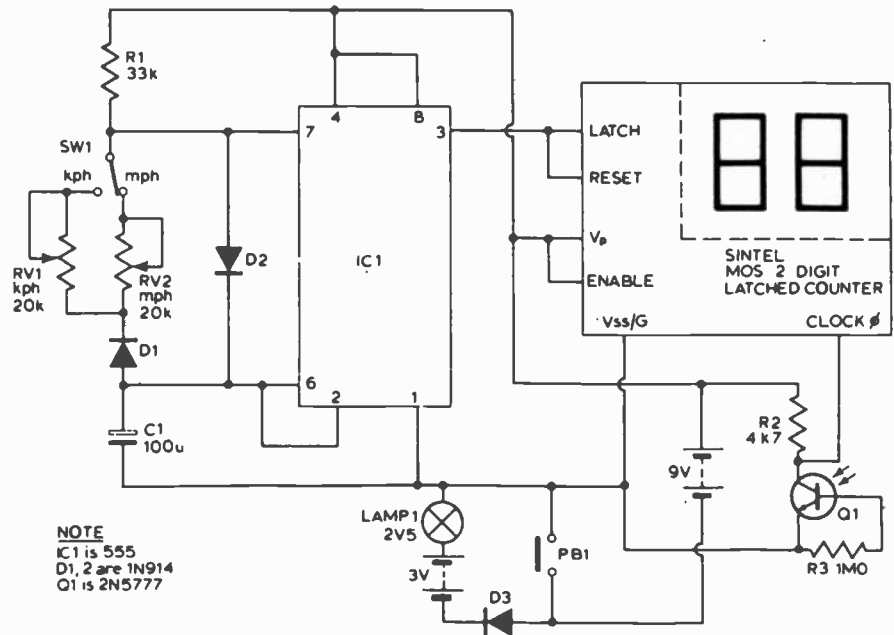 R1
33k
SW1
kph
mph
RV1
kph
20k
RV2
mph
20k
D1
D2
C1
100u
7
4
8
3
IC1
6
2
1
LATCH
RESET
Vp
ENABLE
SINTEL
MOS 2 DIGIT
LATCHED COUNTER
Vss/G
CLOCK ø
R2
4k7
9V
Q1
R3 1M0
LAMP1
2V5
3V
PB1
D3
NOTE
IC1 is 555
D1, 2 are 1N914
Q1 is 2N5777